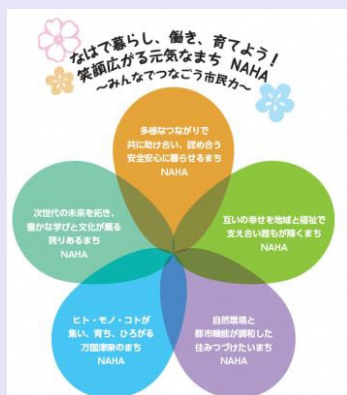 なはで暮らし、働き、育てよう！
笑顔広がる元気なまち NAHA
～みんなでつなごう市民力～
多様なつながりで
共に助け合い、認め合う
安全安心に暮らせるまち
NAHA
互いの幸せを地域と福祉で
支え合い誰もが輝くまち
NAHA
次世代の未来を拓き、
豊かな学びと文化が薫る
誇りあるまち
NAHA
ヒト・モノ・コトが
集い、育ち、ひろがる
万国津梁のまち
NAHA
自然環境と
都市機能が調和した
住みつづけたいまち
NAHA